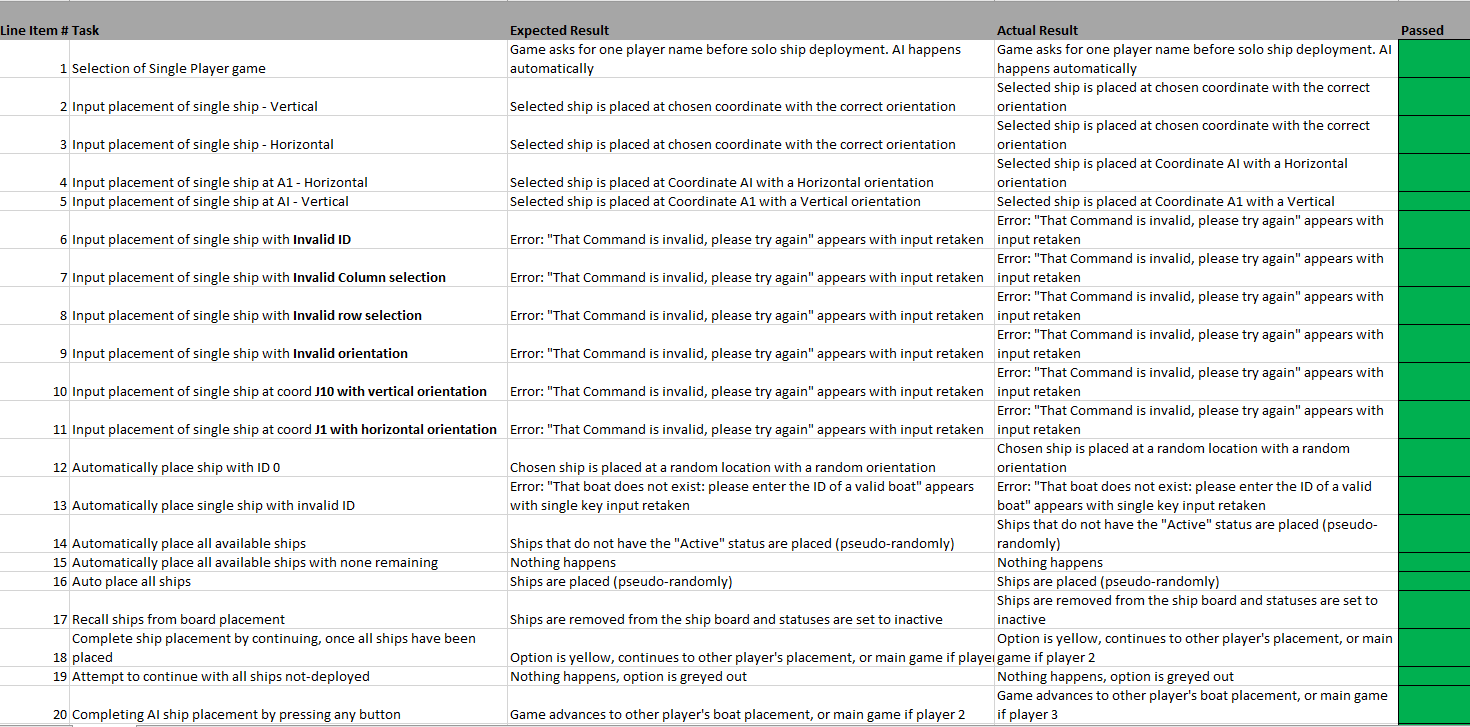 Line Item # Task Expected Result Actual Result Passed
Game asks for one player name before solo ship deployment. AI happens Game asks for one player name before solo ship deployment. AI
1 Selection of Single Player game automatically happens automatically
Selected ship is placed at chosen coordinate with the correct
2 Input placement of single ship - Vertical Selected ship is placed at chosen coordinate with the correct orientation orientation
Selected ship is placed at chosen coordinate with the correct
3 Input placement of single ship - Horizontal Selected ship is placed at chosen coordinate with the correct orientation orientation
Selected ship is placed at Coordinate AI with a Horizontal
4 Input placement of single ship at A1 - Horizontal Selected ship is placed at Coordinate AI with a Horizontal orientation orientation
5 Input placement of single ship at AI - Vertical Selected ship is placed at Coordinate A1 with a Vertical orientation Selected ship is placed at Coordinate A1 with a Vertical
Error: "That Command is invalid, please try again" appears with
6 Input placement of single ship with Invalid ID Error: "That Command is invalid, please try again" appears with input retaken input retaken
Error: "That Command is invalid, please try again" appears with
7 Input placement of single ship with Invalid Column selection Error: "That Command is invalid, please try again" appears with input retaken input retaken
Error: "That Command is invalid, please try again" appears with
8 Input placement of single ship with Invalid row selection Error: "That Command is invalid, please try again" appears with input retaken input retaken
Error: "That Command is invalid, please try again" appears with
9 Input placement of single ship with Invalid orientation Error: "That Command is invalid, please try again" appears with input retaken input retaken
Error: "That Command is invalid, please try again" appears with
10 Input placement of single ship at coord J10 with vertical orientation Error: "That Command is invalid, please try again" appears with input retaken input retaken
Error: "That Command is invalid, please try again" appears with
11 Input placement of single ship at coord J1 with horizontal orientation Error: "That Command is invalid, please try again" appears with input retaken input retaken
Chosen ship is placed at a random location with a random
12 Automatically place ship with ID 0 Chosen ship is placed at a random location with a random orientation orientation
Error: "That boat does not exist: please enter the ID of a valid boat" appears Error: "That boat does not exist: please enter the ID of a valid
13 Automatically place single ship with invalid ID with single key input retaken boat" appears with single key input retaken
Ships that do not have the "Active" status are placed (pseudo-
14 Automatically place all available ships Ships that do not have the "Active" status are placed (pseudo-randomly) randomly)
15 Automatically place all available ships with none remaining Nothing happens Nothing happens
16 Auto place all ships Ships are placed (pseudo-randomly) Ships are placed (pseudo-randomly)
Ships are removed from the ship board and statuses are set to
17 Recall ships from board placement Ships are removed from the ship board and statuses are set to inactive inactive
Complete ship placement by continuing, once all ships have been Option is yellow, continues to other player's placement, or main
18 placed Option is yellow, continues to other player's placement, or main game if player game if player 2
19 Attempt to continue with all ships not-deployed Nothing happens, option is greyed out Nothing happens, option is greyed out
Game advances to other player's boat placement, or main game
20 Completing AI ship placement by pressing any button Game advances to other player's boat placement, or main game if player 2 if player 3